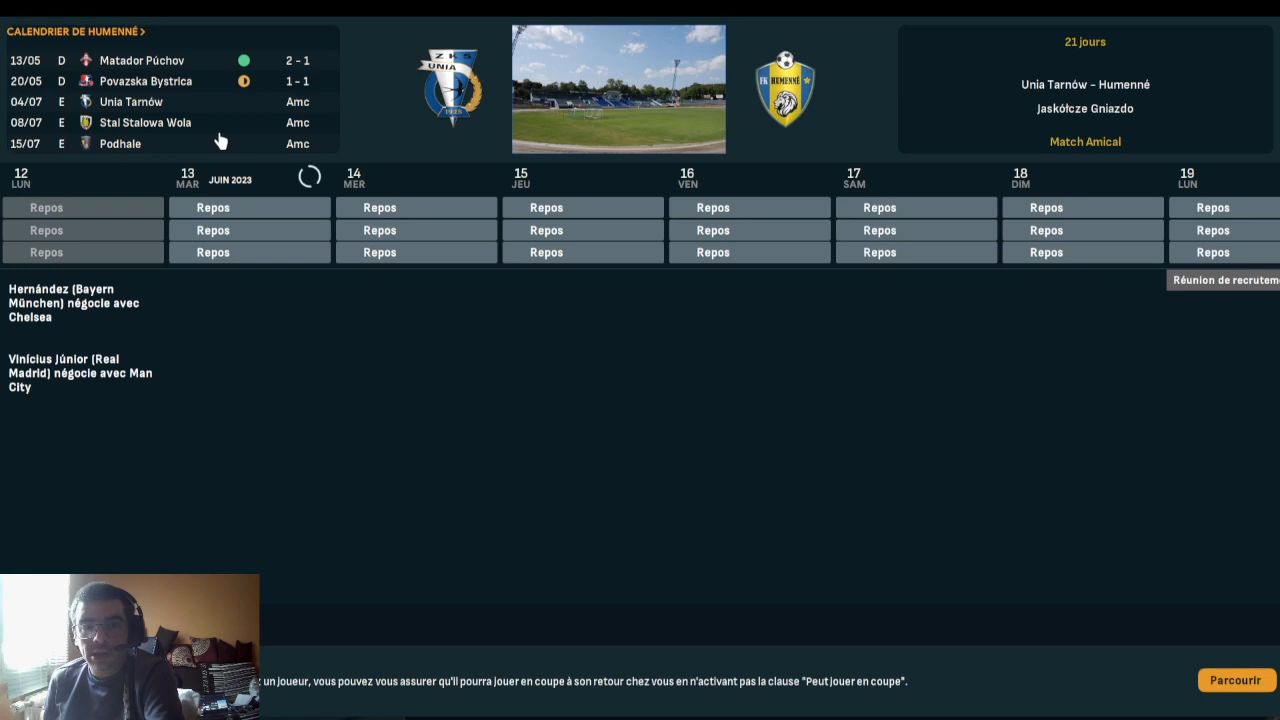 CALENDRIER DE HUMENNÉ >
13/05 D Matador Púchov 2 - 1
20/05 D Povazska Bystrica 1 - 1
04/07 E Unia Tarnów Amc
08/07 E Stal Stalowa Wola Amc
15/07 E Podhale Amc
ZKS
UNIA
1928
FK HUMENNÉ
21 jours
Unia Tarnów - Humenné
Jaskółcze Gniazdo
Match Amical
12 13 14 15 16 17 18 19
LUN MAR JUIN 2023 MER JEU VEN SAM DIM LUN
Repos Repos Repos Repos Repos Repos Repos Repos
Repos Repos Repos Repos Repos Repos Repos Repos
Repos Repos Repos Repos Repos Repos Repos Repos
Réunion de recrutem
Hernández (Bayern
München) négocie avec
Chelsea
Vinícius Júnior (Real
Madrid) négocie avec Man
City
un joueur, vous pouvez vous assurer qu'il pourra jouer en coupe à son retour chez vous en n'activant pas la clause "Peut jouer en coupe".
Parcourir